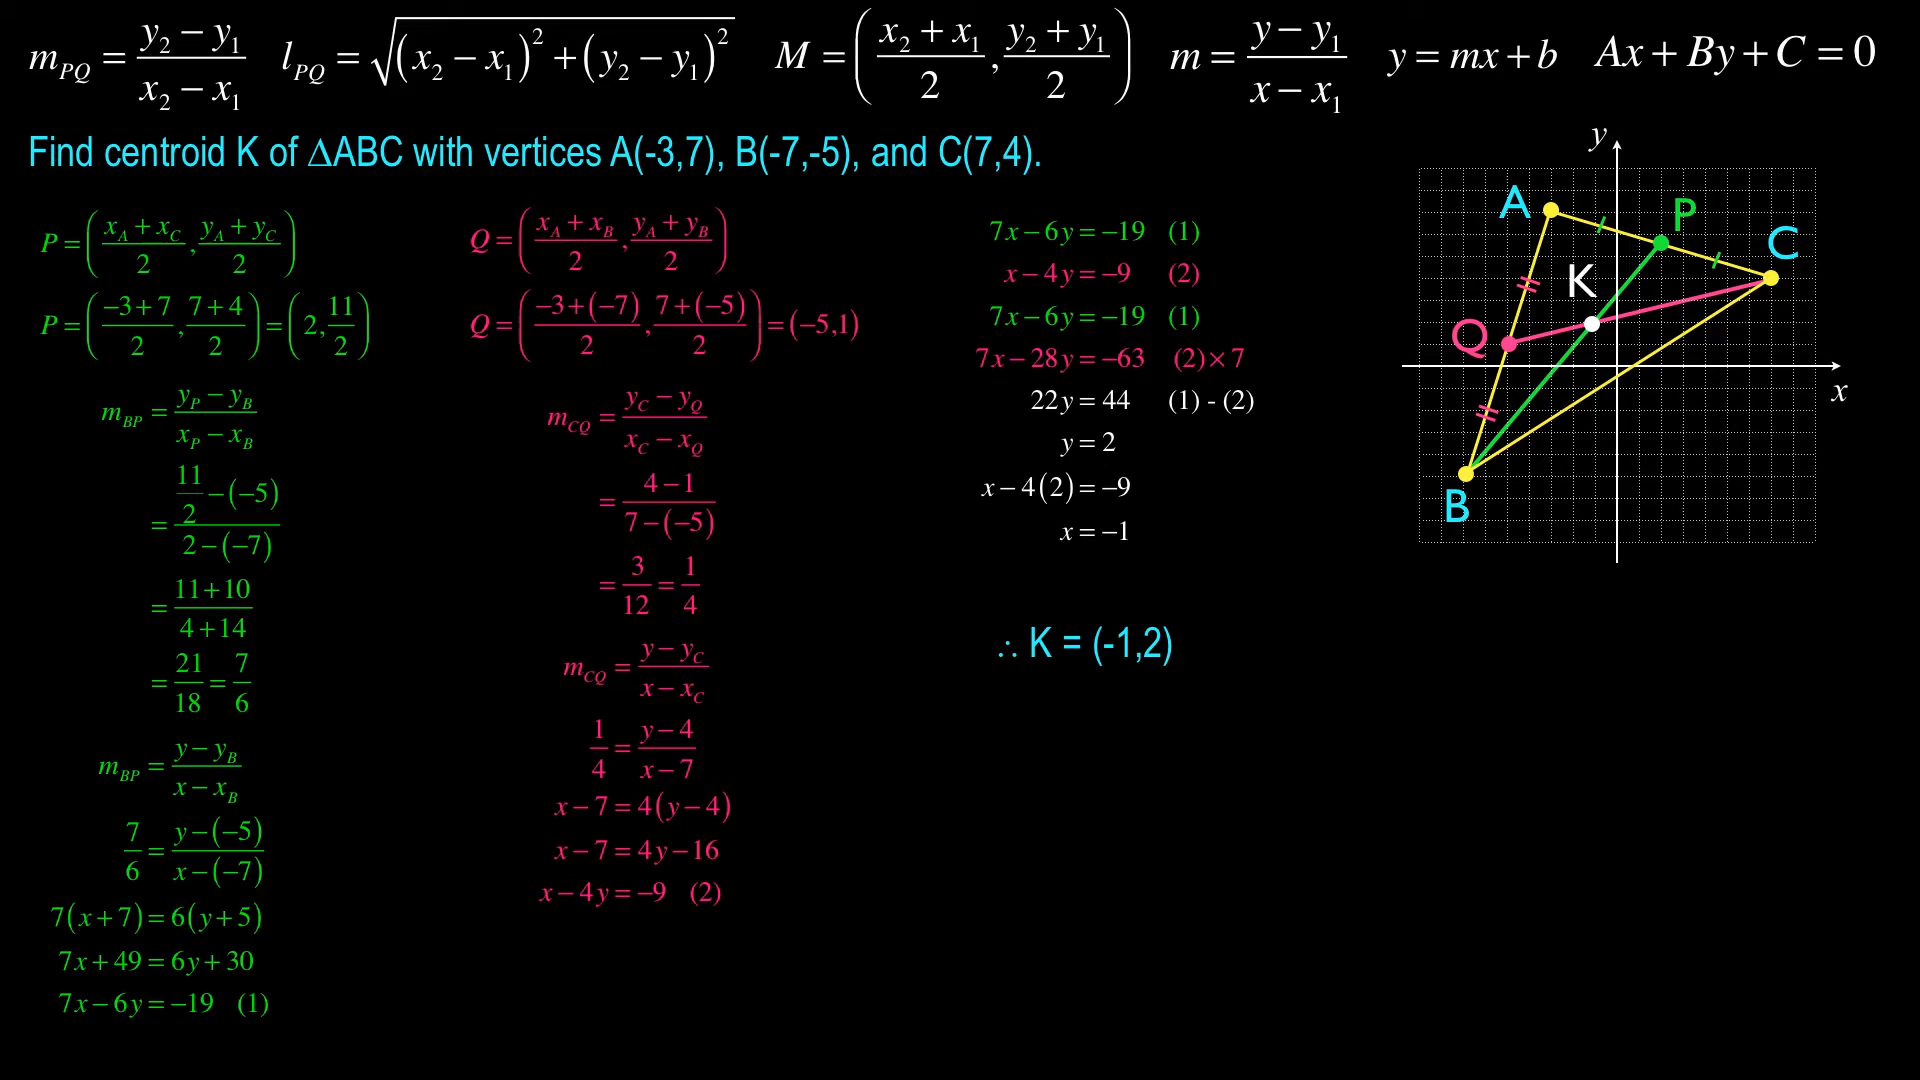 m_PQ = (y₂ − y₁)/(x₂ − x₁)   l_PQ = √((x₂ − x₁)² + (y₂ − y₁)²)   M = ((x₂ + x₁)/2, (y₂ + y₁)/2)   m = (y − y₁)/(x − x₁)   y = mx + b   Ax + By + C = 0
Find centroid K of ΔABC with vertices A(-3,7), B(-7,-5), and C(7,4).
P = ((x_A + x_C)/2, (y_A + y_C)/2)
P = ((−3 + 7)/2, (7 + 4)/2) = (2, 11/2)
m_BP = (y_P − y_B)/(x_P − x_B)
= (11/2 − (−5))/(2 − (−7))
= (11 + 10)/(4 + 14)
= 21/18 = 7/6
m_BP = (y − y_B)/(x − x_B)
7/6 = (y − (−5))/(x − (−7))
7(x + 7) = 6(y + 5)
7x + 49 = 6y + 30
7x − 6y = −19 (1)
Q = ((x_A + x_B)/2, (y_A + y_B)/2)
Q = ((−3 + (−7))/2, (7 + (−5))/2) = (−5,1)
m_CQ = (y_C − y_Q)/(x_C − x_Q)
= (4 − 1)/(7 − (−5))
= 3/12 = 1/4
m_CQ = (y − y_C)/(x − x_C)
1/4 = (y − 4)/(x − 7)
x − 7 = 4(y − 4)
x − 7 = 4y − 16
x − 4y = −9 (2)
7x − 6y = −19 (1)
x − 4y = −9 (2)
7x − 6y = −19 (1)
7x − 28y = −63 (2) × 7
22y = 44 (1) - (2)
y = 2
x − 4(2) = −9
x = −1
∴ K = (-1,2)
y
A
P
C
K
Q
x
B